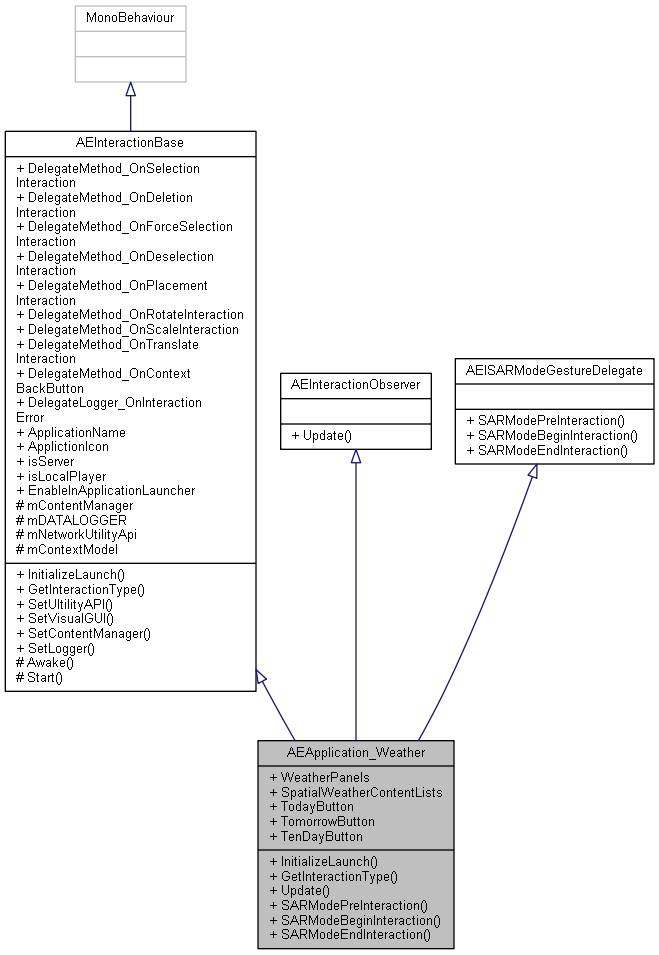 MonoBehaviour
AEInteractionBase
+ DelegateMethod_OnSelection
Interaction
+ DelegateMethod_OnDeletion
Interaction
+ DelegateMethod_OnForceSelection
Interaction
+ DelegateMethod_OnDeselection
Interaction
+ DelegateMethod_OnPlacement
Interaction
+ DelegateMethod_OnRotateInteraction
+ DelegateMethod_OnScaleInteraction
+ DelegateMethod_OnTranslate
Interaction
+ DelegateMethod_OnContext
BackButton
+ DelegateLogger_OnInteraction
Error
+ ApplicationName
+ ApplictionIcon
+ isServer
+ isLocalPlayer
+ EnableInApplicationLauncher
# mContentManager
# mDATALOGGER
# mNetworkUtilityApi
# mContextModel
+ InitializeLaunch()
+ GetInteractionType()
+ SetUltilityAPI()
+ SetVisualGUI()
+ SetContentManager()
+ SetLogger()
# Awake()
# Start()
AEInteractionObserver
+ Update()
AEISARModeGestureDelegate
+ SARModePreInteraction()
+ SARModeBeginInteraction()
+ SARModeEndInteraction()
AEApplication_Weather
+ WeatherPanels
+ SpatialWeatherContentLists
+ TodayButton
+ TomorrowButton
+ TenDayButton
+ InitializeLaunch()
+ GetInteractionType()
+ Update()
+ SARModePreInteraction()
+ SARModeBeginInteraction()
+ SARModeEndInteraction()